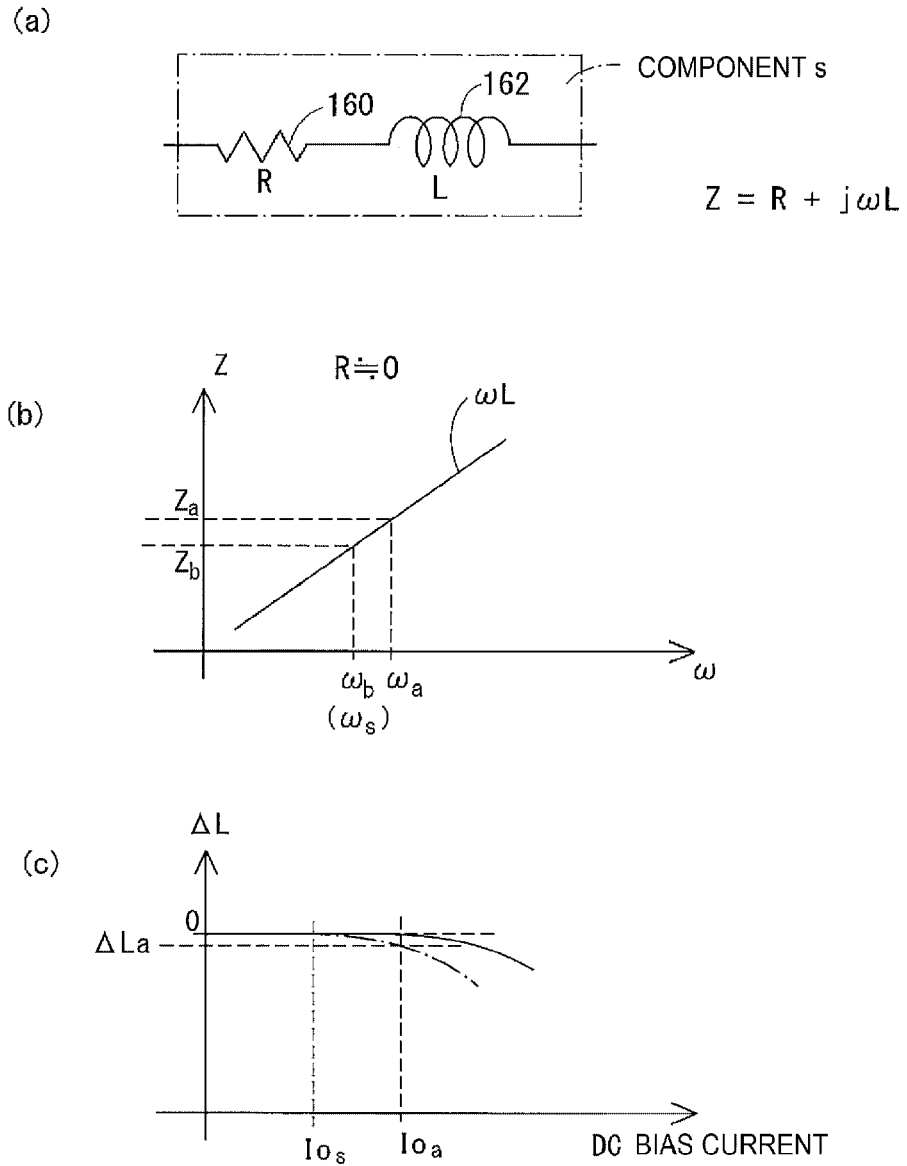 (a)
COMPONENT s
160
162
R
L
Z = R + jωL
(b)
Z
R≒0
ωL
Za
Zb
ωb
ωa
ω
(ωs)
(c)
ΔL
0
ΔLa
Ios
Ioa
DC BIAS CURRENT